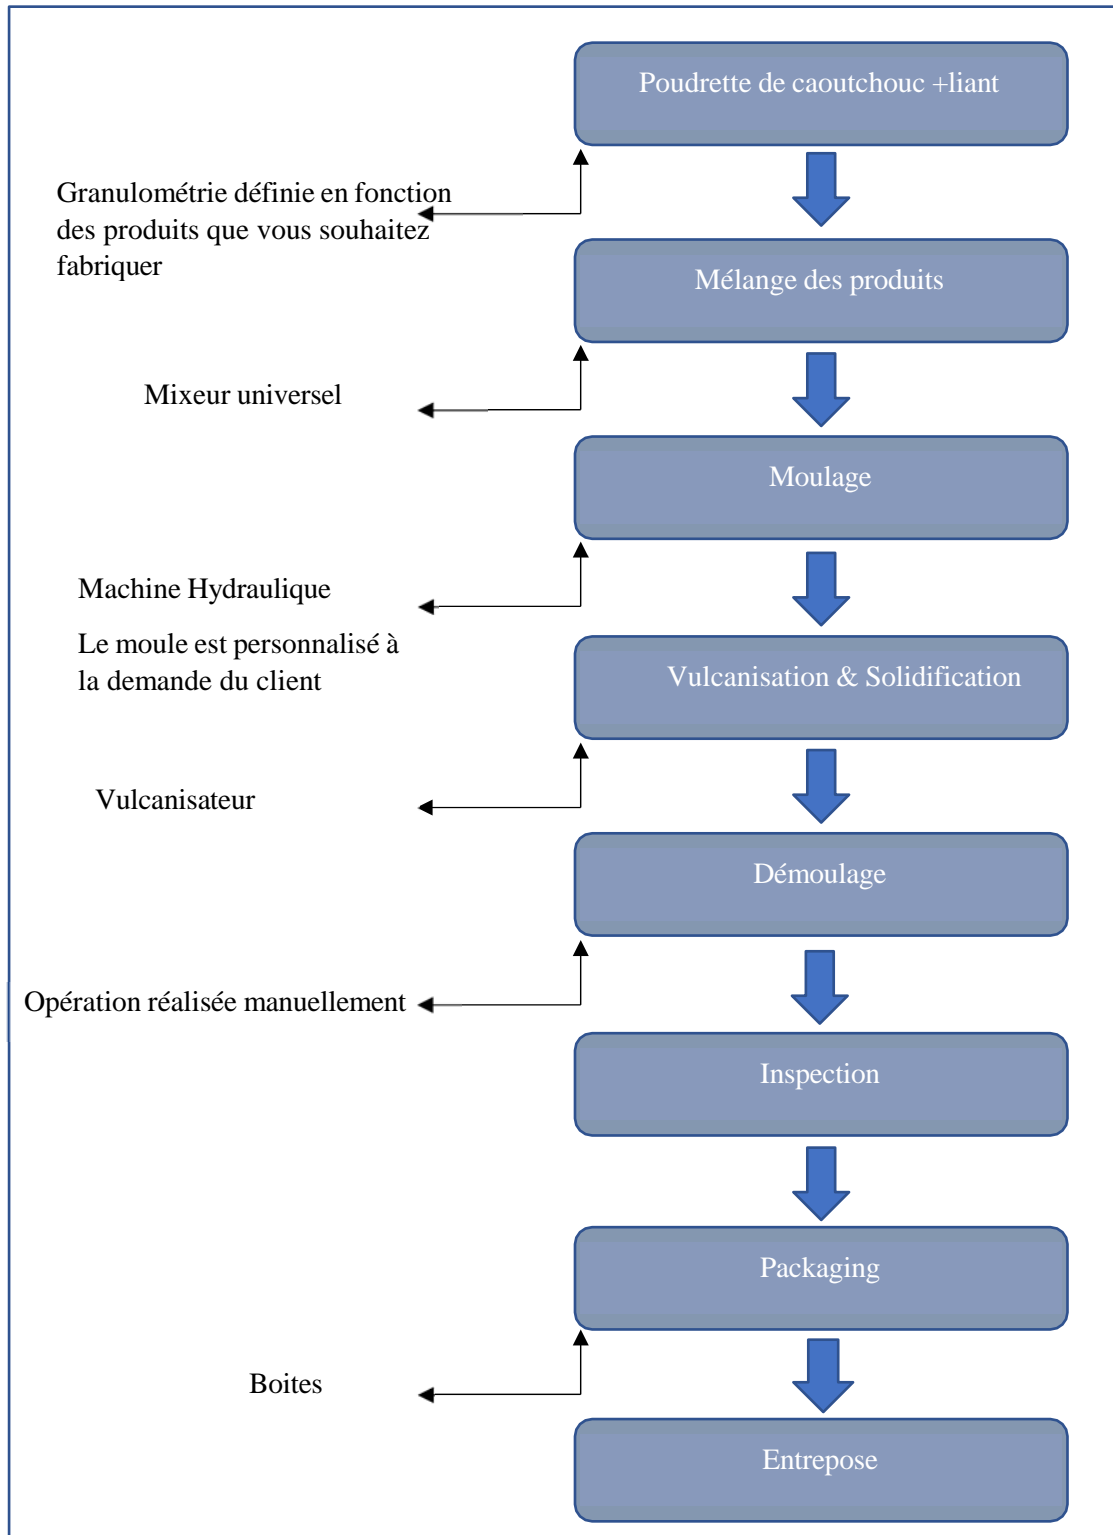 Poudrette de caoutchouc +liant
Granulométrie définie en fonction
des produits que vous souhaitez
fabriquer
Mélange des produits
Mixeur universel
Moulage
Machine Hydraulique
Le moule est personnalisé à
la demande du client
Vulcanisation & Solidification
Vulcanisateur
Démoulage
Opération réalisée manuellement
Inspection
Packaging
Boites
Entrepose